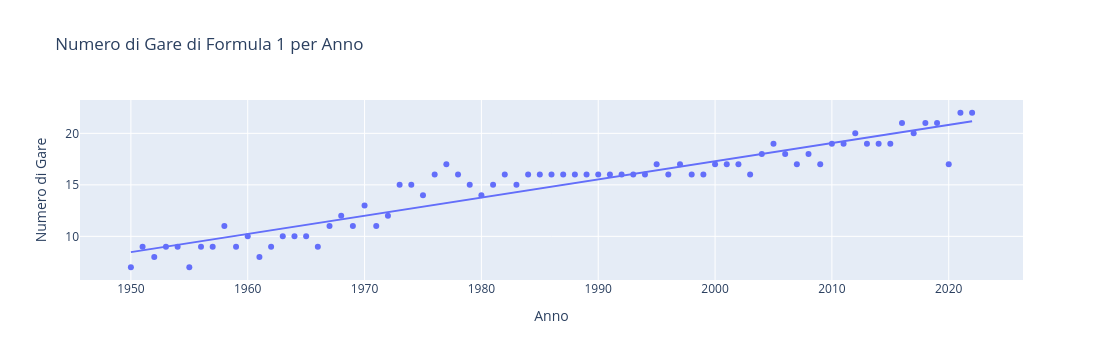 Numero di Gare di Formula 1 per Anno
Numero di Gare
20
15
10
1950 1960 1970 1980 1990 2000 2010 2020
Anno